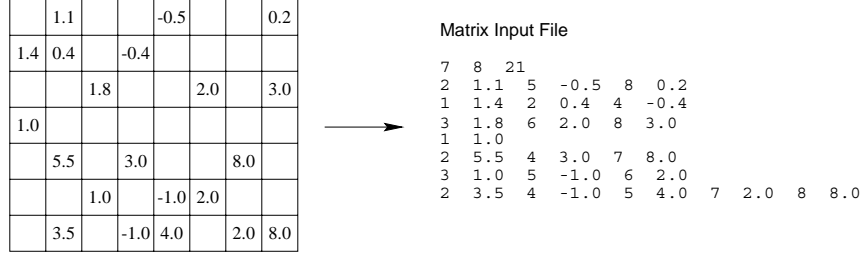 1.1 -0.5 0.2
1.4 0.4 -0.4
1.8 2.0 3.0
1.0
5.5 3.0 8.0
1.0 -1.0 2.0
3.5 -1.0 4.0 2.0 8.0
Matrix Input File
7 8 21
2 1.1 5 -0.5 8 0.2
1 1.4 2 0.4 4 -0.4
3 1.8 6 2.0 8 3.0
1 1.0
2 5.5 4 3.0 7 8.0
3 1.0 5 -1.0 6 2.0
2 3.5 4 -1.0 5 4.0 7 2.0 8 8.0